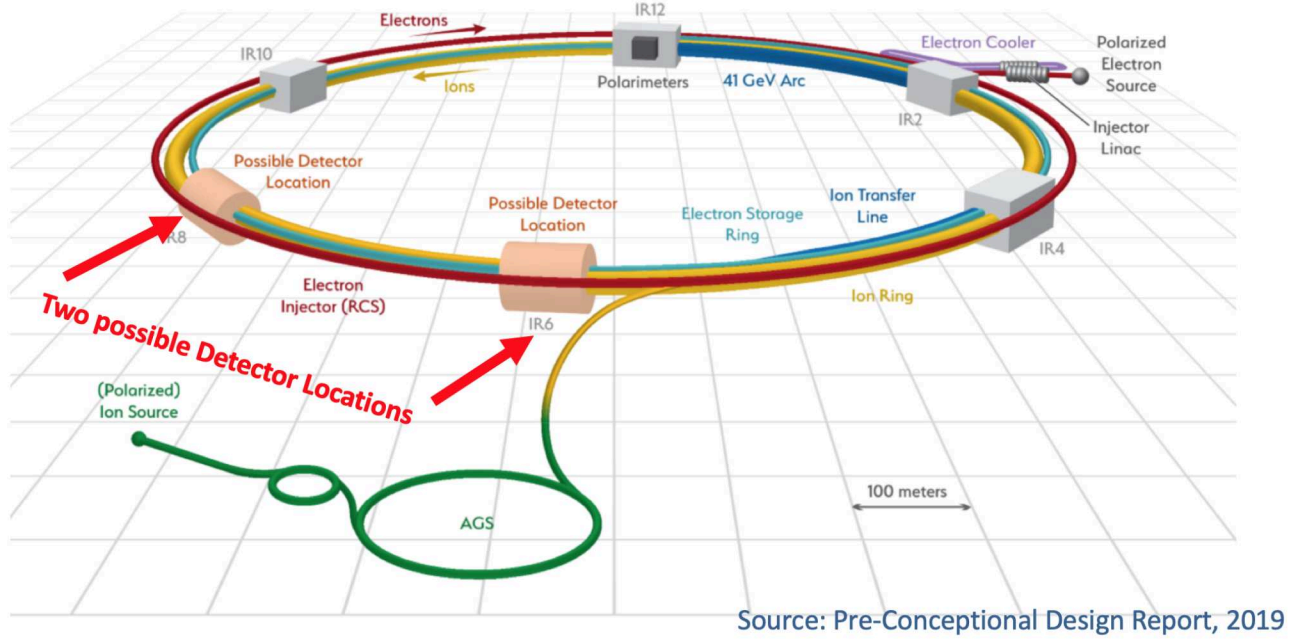 IR12
Electrons
IR10
Ions
Polarimeters
41 GeV Arc
Electron Cooler
Polarized
Electron
Source
IR2
Injector
Linac
Possible Detector
Location
Possible Detector
Location
Ion Transfer
Line
Electron Storage
Ring
R8
IR4
Electron
Injector (RCS)
Ion Ring
IR6
Two possible Detector Locations
(Polarized)
Ion Source
100 meters
AGS
Source: Pre-Conceptual Design Report, 2019